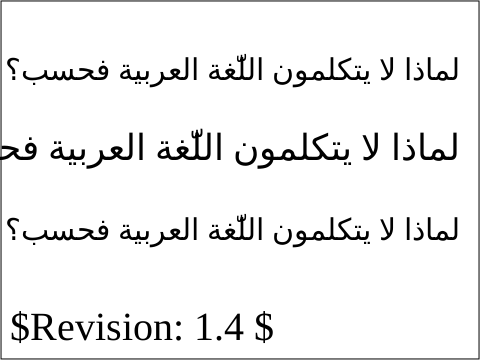 لماذا لا يتكلمون اللّغة العربية فحسب؟
لماذا لا يتكلمون اللّغة العربية
لماذا لا يتكلمون اللّغة العربية فحسب؟
$Revision: 1.4 $